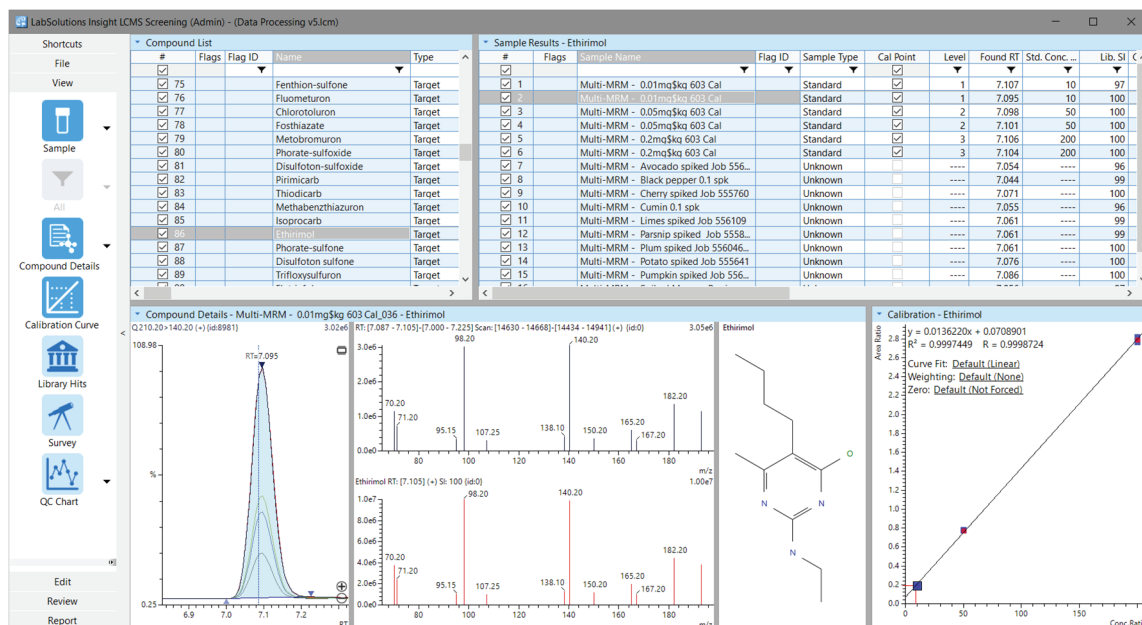 LabSolutions Insight LCMS Screening (Admin) - (Data Processing v5.lcm)
Shortcuts
File
View
Sample
All
Compound Details
Calibration Curve
Library Hits
Survey
QC Chart
Edit
Review
Report
Compound List
# Flags Flag ID Name Type
75 Fenthion-sulfone Target
76 Fluometuron Target
77 Chlorotoluron Target
78 Fosthiazate Target
79 Metobromuron Target
80 Phorate-sulfoxide Target
81 Disulfoton-sulfoxide Target
82 Pirimicarb Target
83 Thiodicarb Target
84 Methabenzthiazuron Target
85 Isoprocarb Target
86 Ethirimol Target
87 Phorate-sulfone Target
88 Disulfoton sulfone Target
89 Trifloxysulfuron Target
Sample Results - Ethirimol
# Flags Sample Name Flag ID Sample Type Cal Point Level Found RT Std. Conc. ... Lib. SI
1 Multi-MRM - 0.01mg$kg 603 Cal Standard 1 7.107 10 97
2 Multi-MRM - 0.01mg$kg 603 Cal Standard 1 7.095 10 100
3 Multi-MRM - 0.05mg$kg 603 Cal Standard 2 7.098 50 100
4 Multi-MRM - 0.05mg$kg 603 Cal Standard 2 7.101 50 100
5 Multi-MRM - 0.2mg$kg 603 Cal Standard 3 7.106 200 100
6 Multi-MRM - 0.2mg$kg 603 Cal Standard 3 7.104 200 100
7 Multi-MRM - Avocado spiked Job 556... Unknown ---- 7.054 ---- 96
8 Multi-MRM - Black pepper 0.1 spk Unknown ---- 7.044 ---- 99
9 Multi-MRM - Cherry spiked Job 555760 Unknown ---- 7.071 ---- 100
10 Multi-MRM - Cumin 0.1 spk Unknown ---- 7.055 ---- 96
11 Multi-MRM - Limes spiked Job 556109 Unknown ---- 7.061 ---- 99
12 Multi-MRM - Parsnip spiked Job 5558... Unknown ---- 7.061 ---- 99
13 Multi-MRM - Plum spiked Job 556046... Unknown ---- 7.061 ---- 100
14 Multi-MRM - Potato spiked Job 555641 Unknown ---- 7.076 ---- 100
15 Multi-MRM - Pumpkin spiked Job 556... Unknown ---- 7.086 ---- 100
Compound Details - Multi-MRM - 0.01mg$kg 603 Cal_036 - Ethirimol
Q 210.20>140.20 (+) (id:8981) 3.02e6
108.98
RT=7.095
%
0.25
6.9 7.0 7.1 7.2
RT
RT: [7.087 - 7.105]-[7.000 - 7.225] Scan: [14630 - 14668]-[14434 - 14941] (+) (id:0) 3.05e6
3.0e6
2.0e6
1.0e6
0.0e0
70.20
71.20
95.15
98.20
107.25
138.10
140.20
150.20
165.20
167.20
182.20
80 100 120 140 160 180
m/z
Ethirimol RT: [7.105] (+) SI: 100 (id:0) 1.00e7
1.0e7
8.0e6
6.0e6
4.0e6
2.0e6
0.0e0
70.20
71.20
95.15
98.20
107.25
138.10
140.20
150.20
165.20
167.20
182.20
80 100 120 140 160 180
m/z
Ethirimol
O
N N
N
Calibration - Ethirimol
y = 0.0136220x + 0.0708901
R² = 0.9997449 R = 0.9998724
Curve Fit: Default (Linear)
Weighting: Default (None)
Zero: Default (Not Forced)
Area Ratio
2.8
2.6
2.4
2.2
2.0
1.8
1.6
1.4
1.2
1.0
0.8
0.6
0.4
0.2
0.0
0 50 100 150
Conc Rati